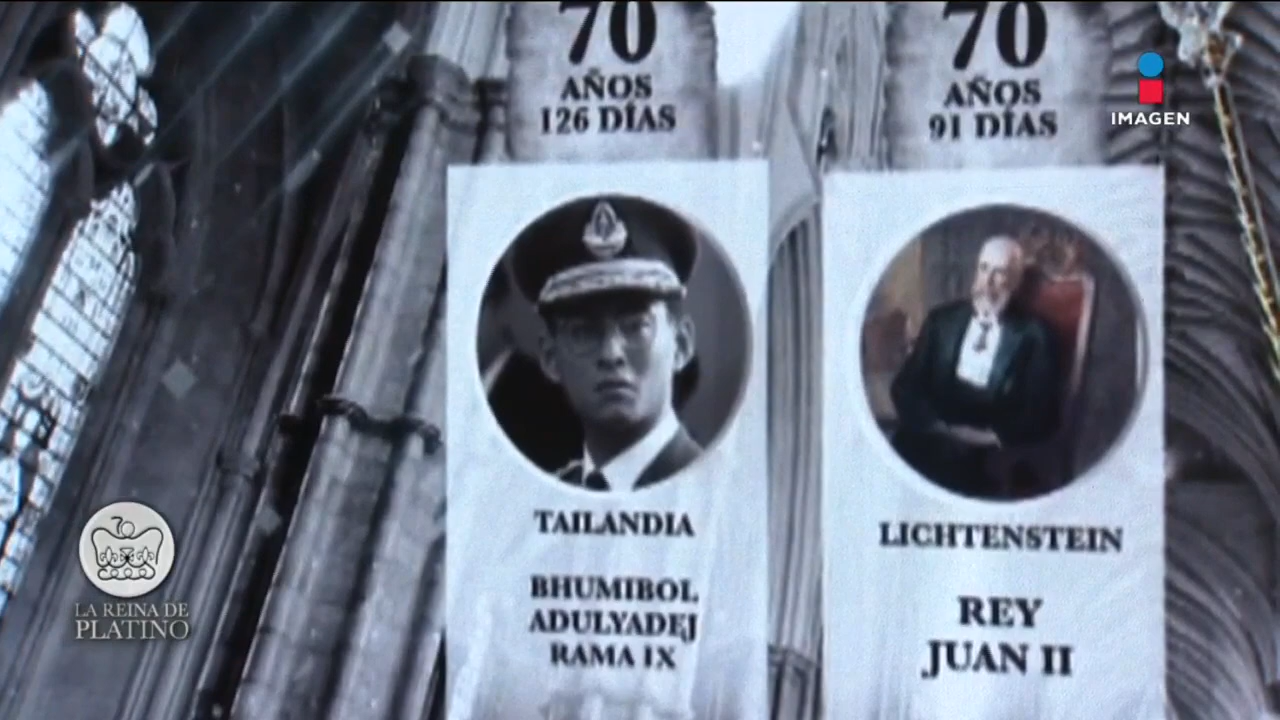 70
AÑOS
126 DÍAS
TAILANDIA
BHUMIBOL
ADULYADEJ
RAMA IX
70
AÑOS
91 DÍAS
LICHTENSTEIN
REY
JUAN II
IMAGEN
70
LA REINA DE
PLATINO